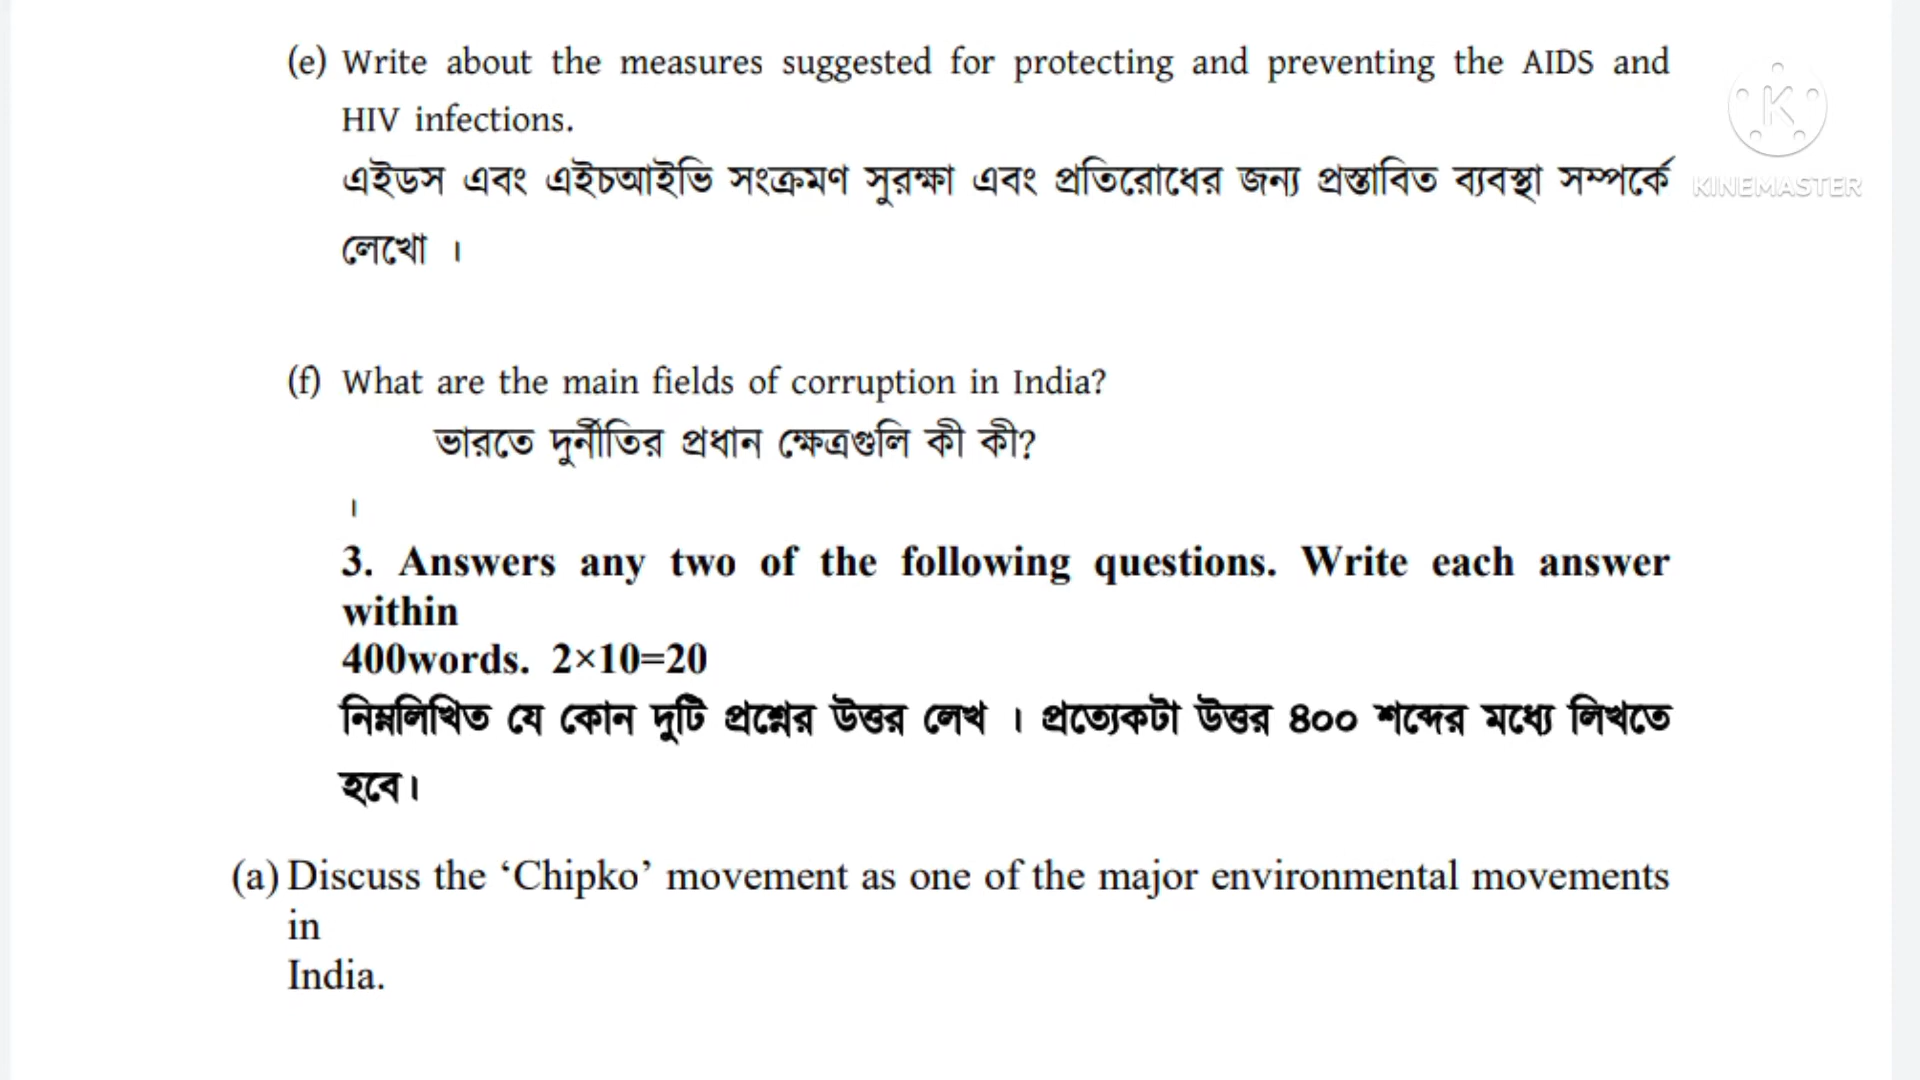 (e) Write about the measures suggested for protecting and preventing the AIDS and
HIV infections.
এইডস এবং এইচআইভি সংক্রমণ সুরক্ষা এবং প্রতিরোধের জন্য প্রস্তাবিত ব্যবস্থা সম্পর্কে
লেখো ।
K
KINEMASTER
(f) What are the main fields of corruption in India?
ভারতে দুর্নীতির প্রধান ক্ষেত্রগুলি কী কী?
।
3. Answers any two of the following questions. Write each answer
within
400words. 2×10=20
নিম্নলিখিত যে কোন দুটি প্রশ্নের উত্তর লেখ । প্রত্যেকটা উত্তর ৪০০ শব্দের মধ্যে লিখতে
হবে।
(a) Discuss the ‘Chipko’ movement as one of the major environmental movements
in
India.